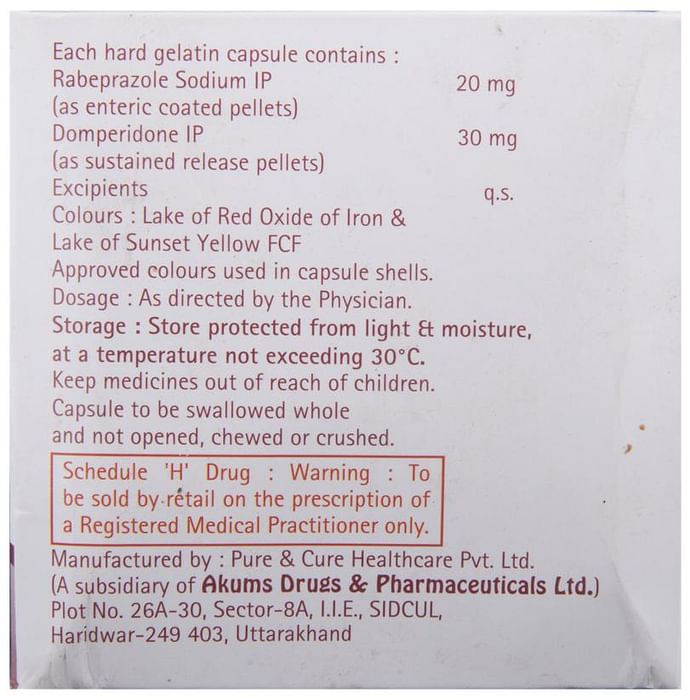 Each hard gelatin capsule contains :
Rabeprazole Sodium IP 20 mg
(as enteric coated pellets)
Domperidone IP 30 mg
(as sustained release pellets)
Excipients q.s.
Colours : Lake of Red Oxide of Iron &
Lake of Sunset Yellow FCF
Approved colours used in capsule shells.
Dosage : As directed by the Physician.
Storage : Store protected from light & moisture,
at a temperature not exceeding 30°C.
Keep medicines out of reach of children.
Capsule to be swallowed whole
and not opened, chewed or crushed.
Schedule 'H' Drug : Warning : To
be sold by retail on the prescription of
a Registered Medical Practitioner only.
Manufactured by : Pure & Cure Healthcare Pvt. Ltd.
(A subsidiary of Akums Drugs & Pharmaceuticals Ltd.)
Plot No. 26A-30, Sector-8A, I.I.E., SIDCUL,
Haridwar-249 403, Uttarakhand